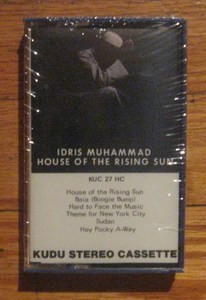 IDRIS MUHAMMAD
HOUSE OF THE RISING SUN
KUC 27 HC
House of the Rising Sun
Baia (Boogie Bump)
Hard to Face the Music
Theme for New York City
Sudan
Hey Pocky A-Way
KUDU STEREO CASSETTE